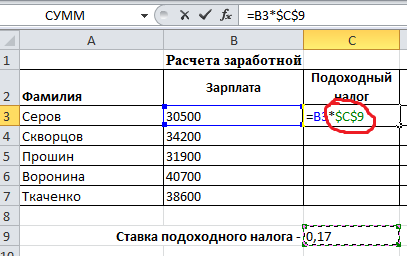 СУММ fx =B3*$C$9
A B C
1 Расчета заработной
2 Фамилия Зарплата Подоходный налог
3 Серов 30500 =B3*$C$9
4 Скворцов 34200
5 Прошин 31900
6 Воронина 40700
7 Ткаченко 38600
8
9 Ставка подоходного налога - 0,17